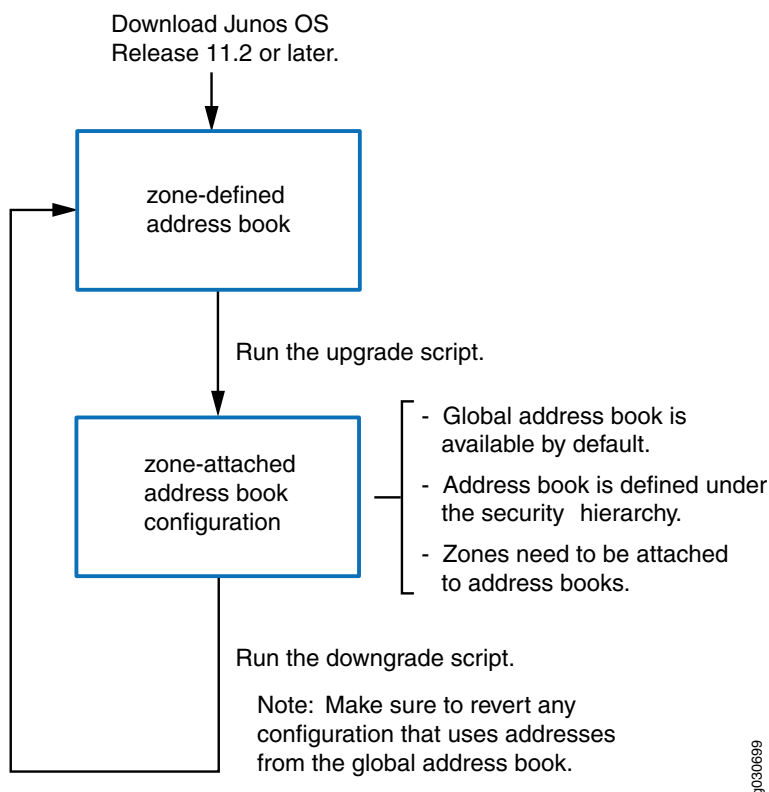 Download Junos OS
Release 11.2 or later.
zone-defined
address book
Run the upgrade script.
zone-attached
address book
configuration
- Global address book is
available by default.
- Address book is defined under
the security hierarchy.
- Zones need to be attached
to address books.
Run the downgrade script.
Note: Make sure to revert any
configuration that uses addresses
from the global address book.
g030699